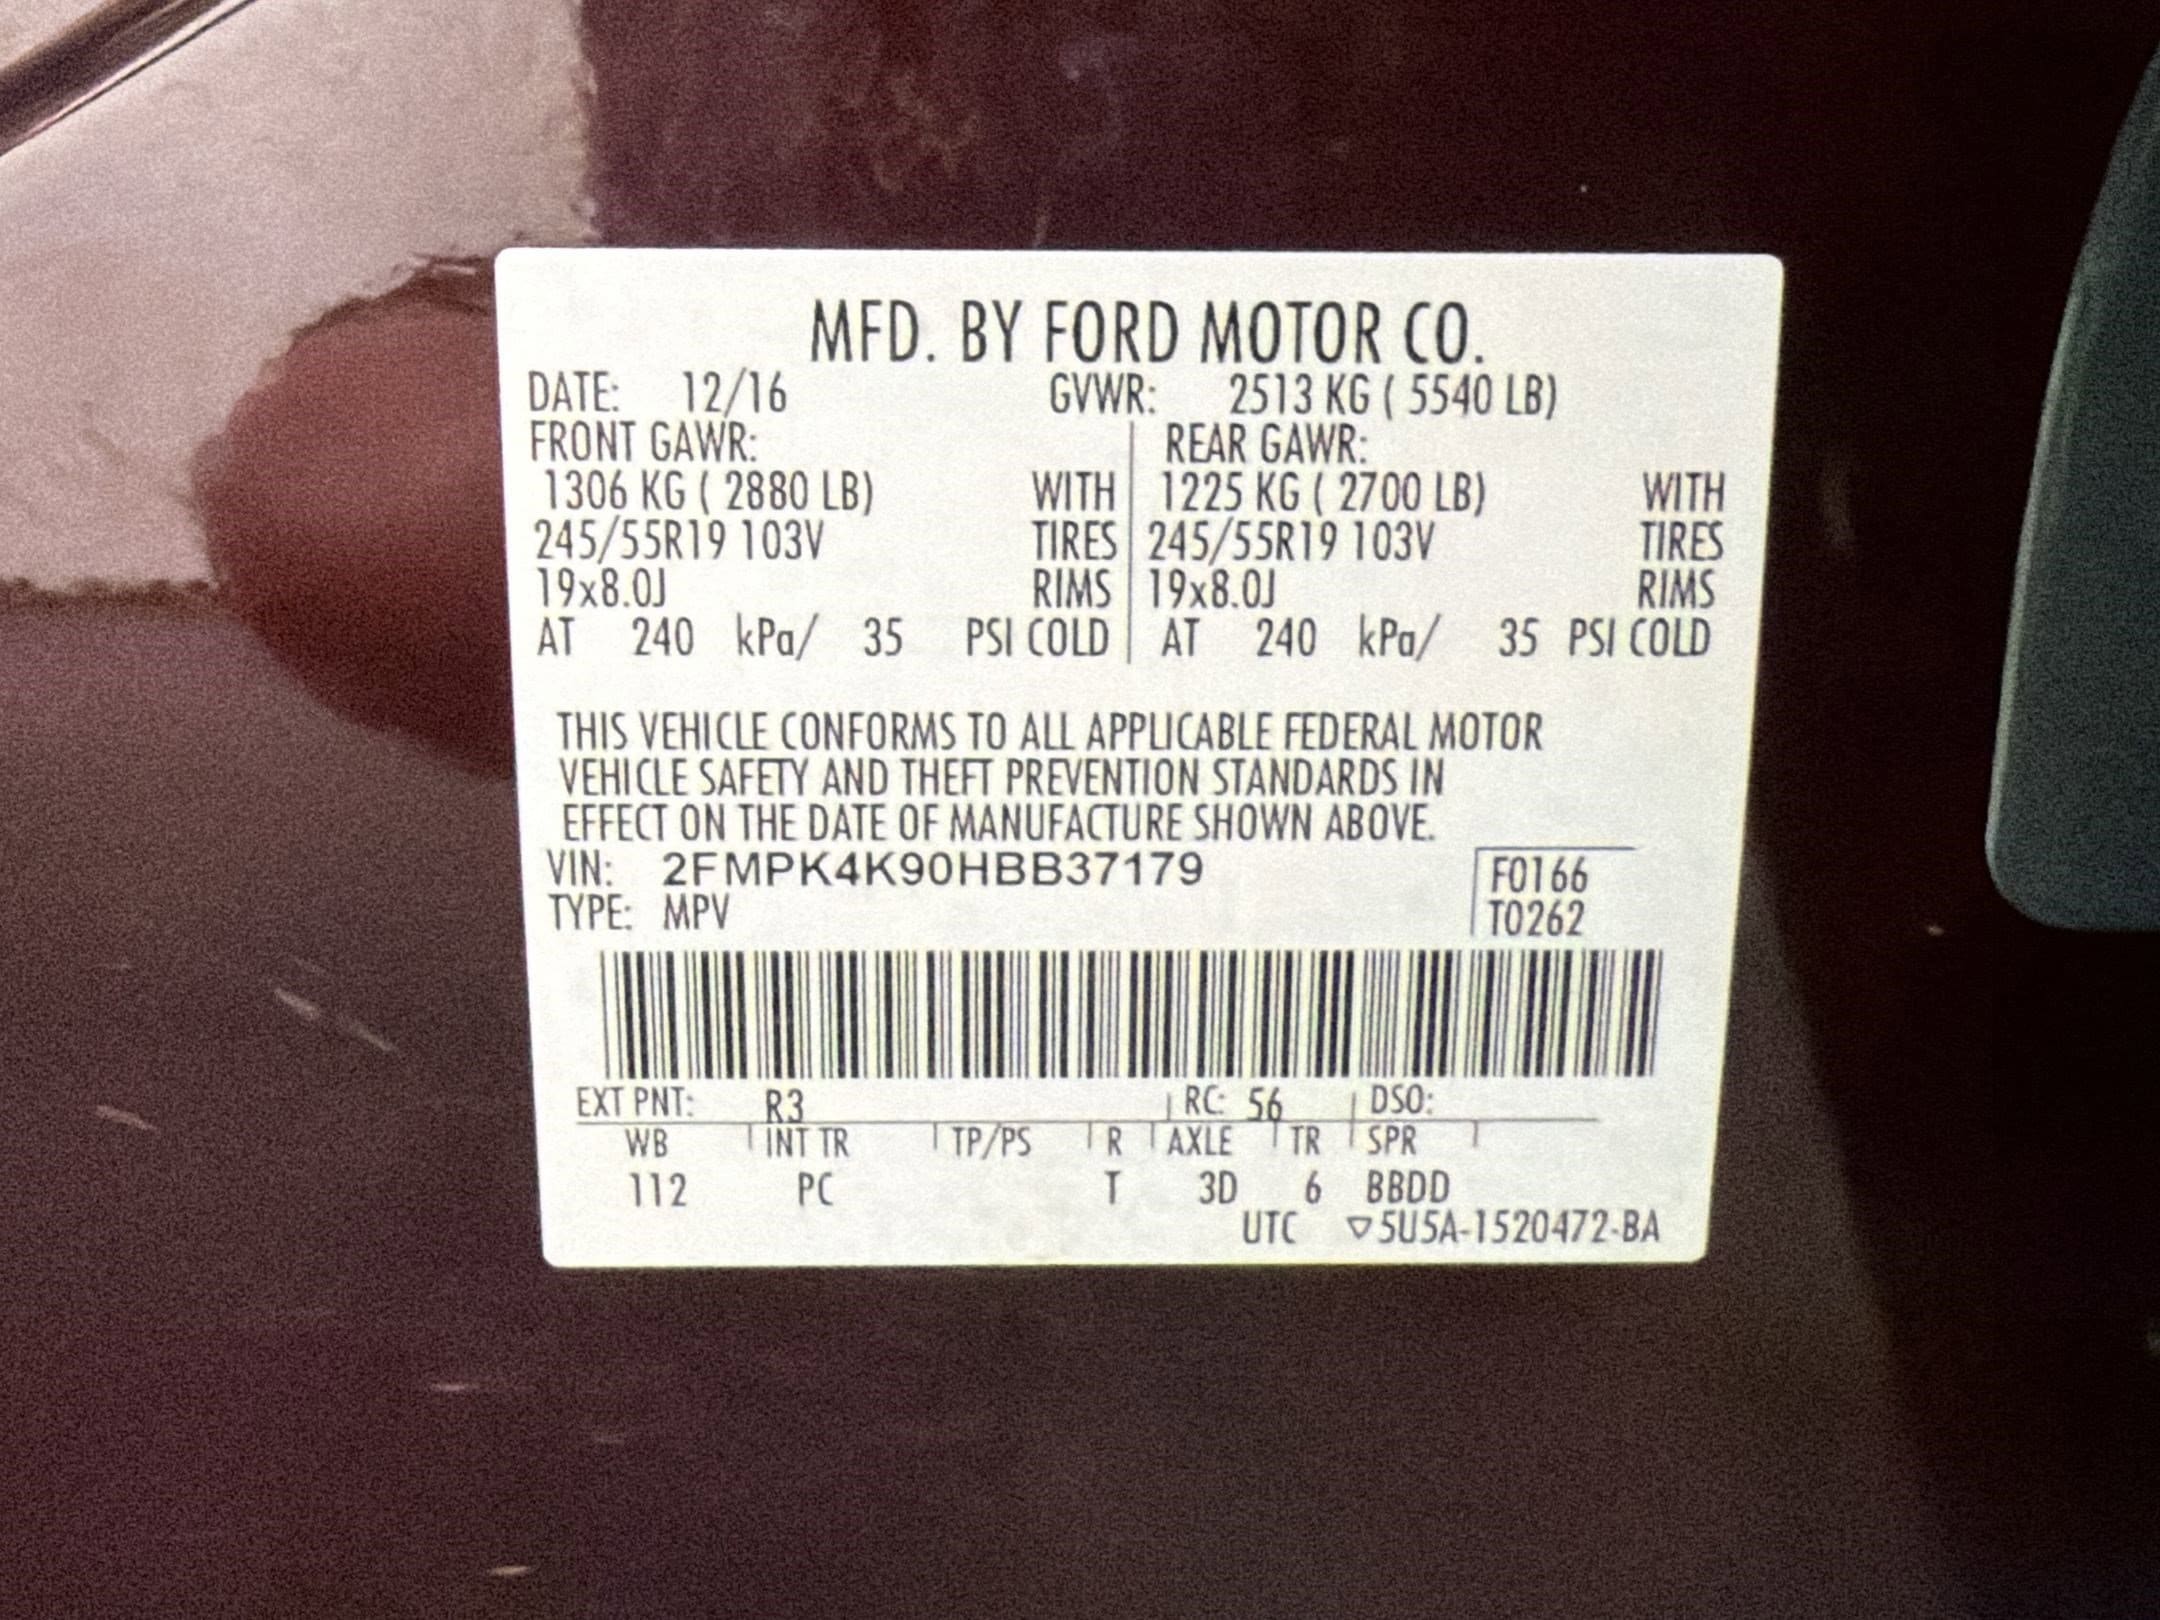 MFD. BY FORD MOTOR CO.
DATE: 12/16 GVWR: 2513 KG ( 5540 LB)
FRONT GAWR: REAR GAWR:
1306 KG ( 2880 LB) WITH 1225 KG ( 2700 LB) WITH
245/55R19 103V TIRES 245/55R19 103V TIRES
19x8.0J RIMS 19x8.0J RIMS
AT 240 kPa/ 35 PSI COLD AT 240 kPa/ 35 PSI COLD
THIS VEHICLE CONFORMS TO ALL APPLICABLE FEDERAL MOTOR
VEHICLE SAFETY AND THEFT PREVENTION STANDARDS IN
EFFECT ON THE DATE OF MANUFACTURE SHOWN ABOVE.
VIN: 2FMPK4K90HBB37179 F0166
TYPE: MPV T0262
EXT PNT: R3 RC: 56 DSO:
WB INT TR TP/PS R AXLE TR SPR
112 PC T 3D 6 BBDD
UTC ▽5U5A-1520472-BA